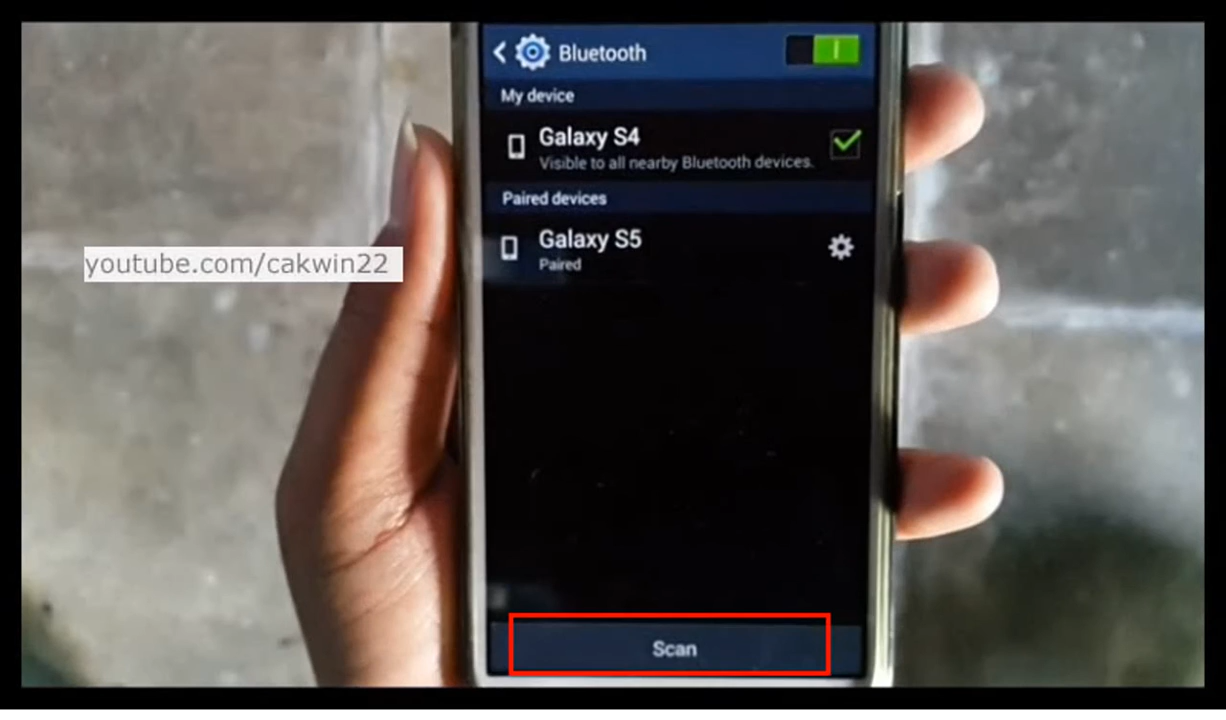 Bluetooth
My device
Galaxy S4
Visible to all nearby Bluetooth devices.
Paired devices
Galaxy S5
Paired
youtube.com/cakwin22
Scan